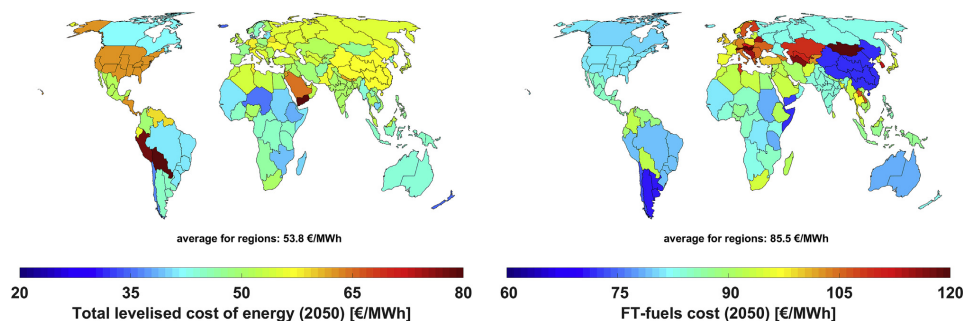 average for regions: 53.8 €/MWh
20 35 50 65 80
Total levelised cost of energy (2050) [€/MWh]
average for regions: 85.5 €/MWh
60 75 90 105 120
FT-fuels cost (2050) [€/MWh]